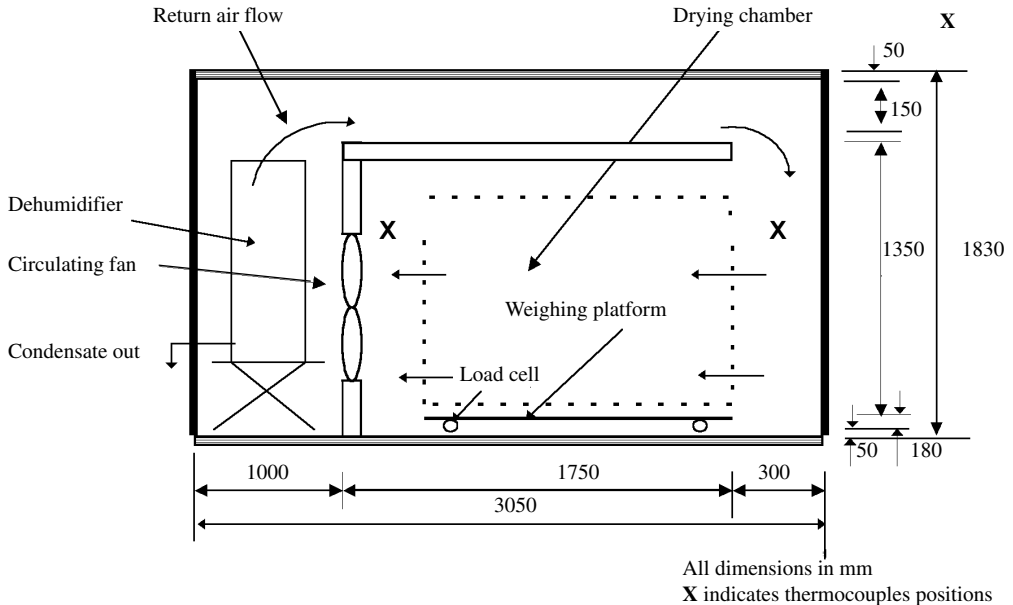 Return air flow
Drying chamber
X
50
150
Dehumidifier
X
X
Circulating fan
1350
1830
Weighing platform
Condensate out
Load cell
50
180
1000
1750
300
3050
All dimensions in mm
X indicates thermocouples positions